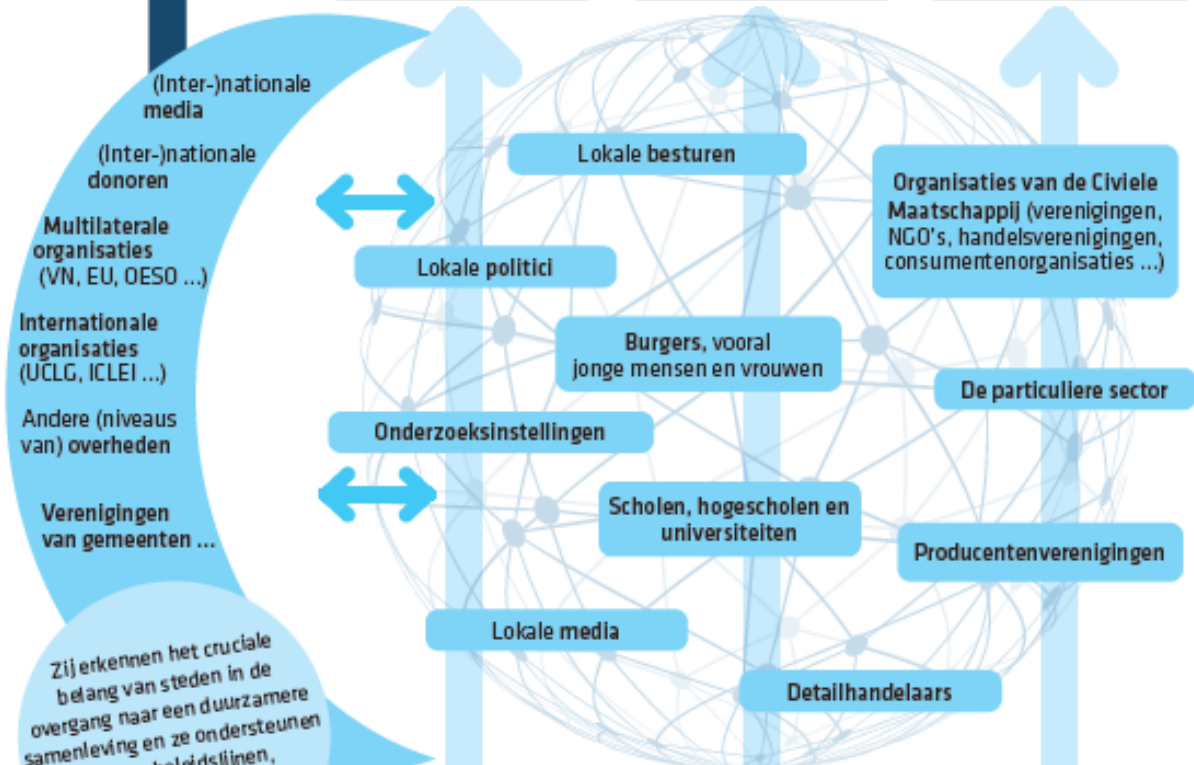 (Inter-)nationale
media
(Inter-)nationale
donoren
Multilaterale
organisaties
(VN, EU, OESO ...)
Internationale
organisaties
(UCLG, ICLEI ...)
Andere (niveaus
van) overheden
Verenigingen
van gemeenten ...
Zij erkennen het cruciale
belang van steden in de
overgang naar een duurzamere
samenleving en ze ondersteunen
Lokale besturen
Organisaties van de Civiele
Maatschappij (verenigingen,
NGO's, handelsverenigingen,
consumentenorganisaties ...)
Lokale politici
Burgers, vooral
jonge mensen en vrouwen
De particuliere sector
Onderzoeksinstellingen
Scholen, hogescholen en
universiteiten
Producentenverenigingen
Lokale media
Detailhandelaars